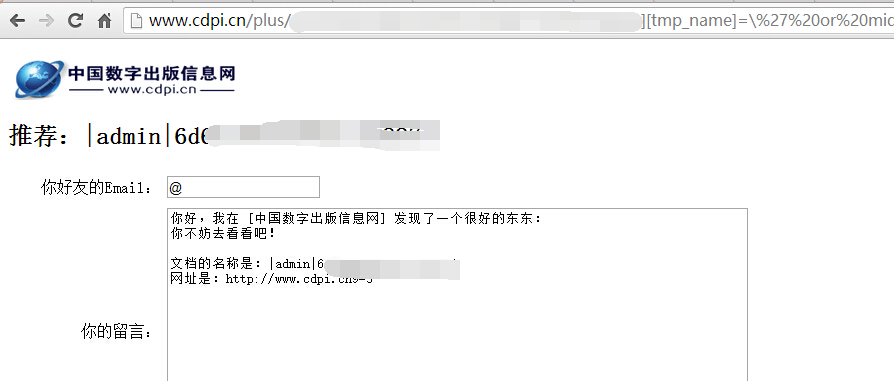 www.cdpi.cn/plus/ ][tmp_name]=\%27%20or%20mid
中国数字出版信息网
www.cdpi.cn
推荐：|admin|6d6
你好友的Email： @
你好，我在 [中国数字出版信息网] 发现了一个很好的东东：
你不妨去看看吧！
文档的名称是：|admin|6
网址是：http://www.cdpi.cn
你的留言：